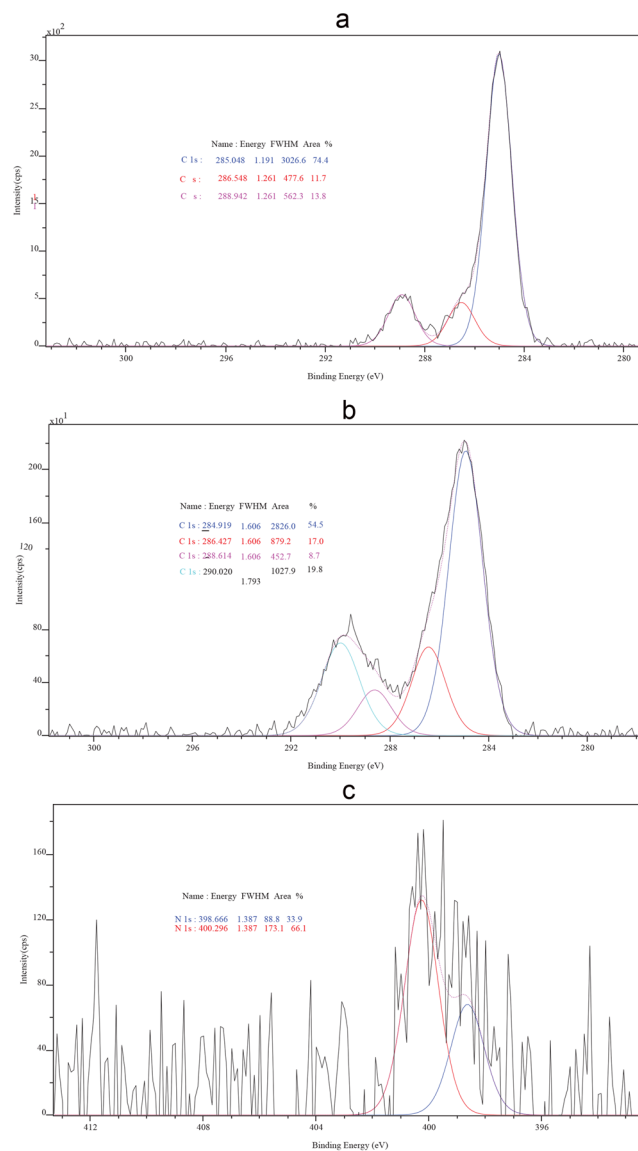 a
x10²
Name : Energy FWHM Area %
C 1s : 285.048 1.191 3026.6 74.4
C s : 286.548 1.261 477.6 11.7
C s : 288.942 1.261 562.3 13.8
Intensity(cps)
30
25
20
15
10
5
0
300 296 292 288 284 280
Binding Energy (eV)
b
x10¹
Name : Energy FWHM Area %
C 1s : 284.919 1.606 2826.0 54.5
C 1s : 286.427 1.606 879.2 17.0
C 1s : 288.614 1.606 452.7 8.7
C 1s : 290.020 1.793 1027.9 19.8
Intensity(cps)
200
160
120
80
40
0
300 296 292 288 284 280
Binding Energy (eV)
c
Name : Energy FWHM Area %
N 1s : 398.666 1.387 88.8 33.9
N 1s : 400.296 1.387 173.1 66.1
Intensity(cps)
160
120
80
40
0
412 408 404 400 396
Binding Energy (eV)